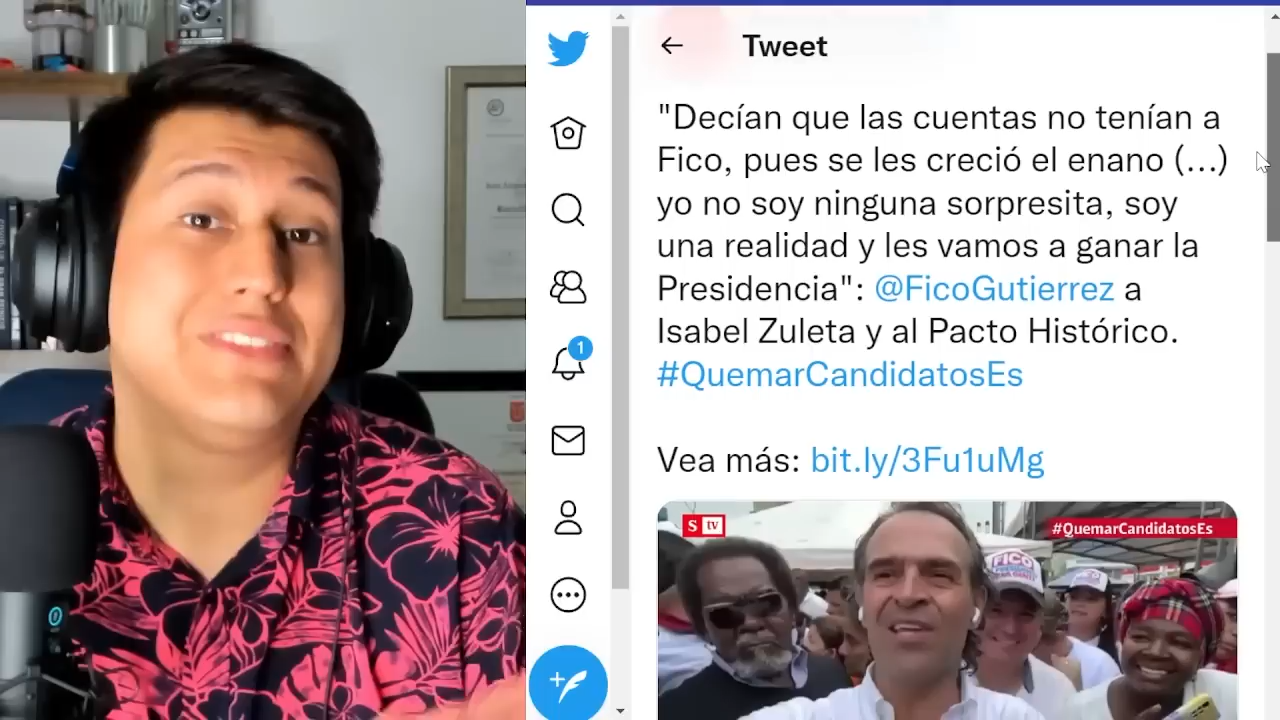 Tweet
"Decían que las cuentas no tenían a
Fico, pues se les creció el enano (...)
yo no soy ninguna sorpresita, soy
una realidad y les vamos a ganar la
Presidencia": @FicoGutierrez a
Isabel Zuleta y al Pacto Histórico.
#QuemarCandidatosEs
1
Vea más: bit.ly/3Fu1uMg
S tv
#QuemarCandidatosEs
FICO